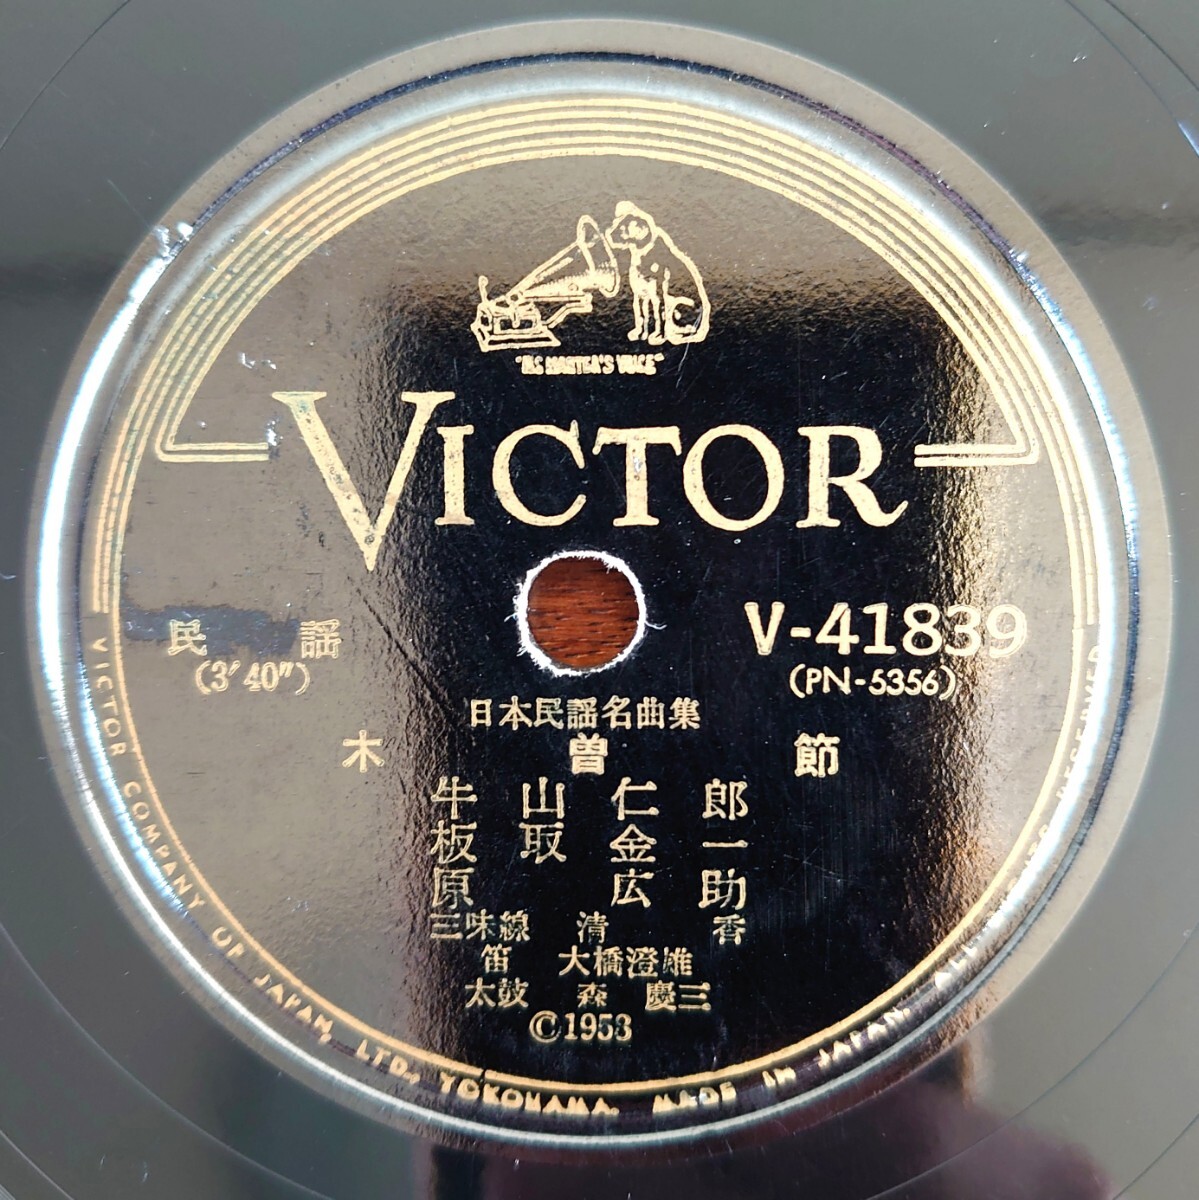 "HIS MASTER'S VOICE"
VICTOR
民謡
(3'40")
V-41839
(PN-5356)
日本民謡名曲集
木曽節
牛山仁郎
板取金一
原広助
三味線 清香
笛 大橋澄雄
太鼓 森慶三
©1953
VICTOR COMPANY OF JAPAN, LTD., YOKOHAMA. MADE IN JAPAN. ALL RIGHTS RESERVED